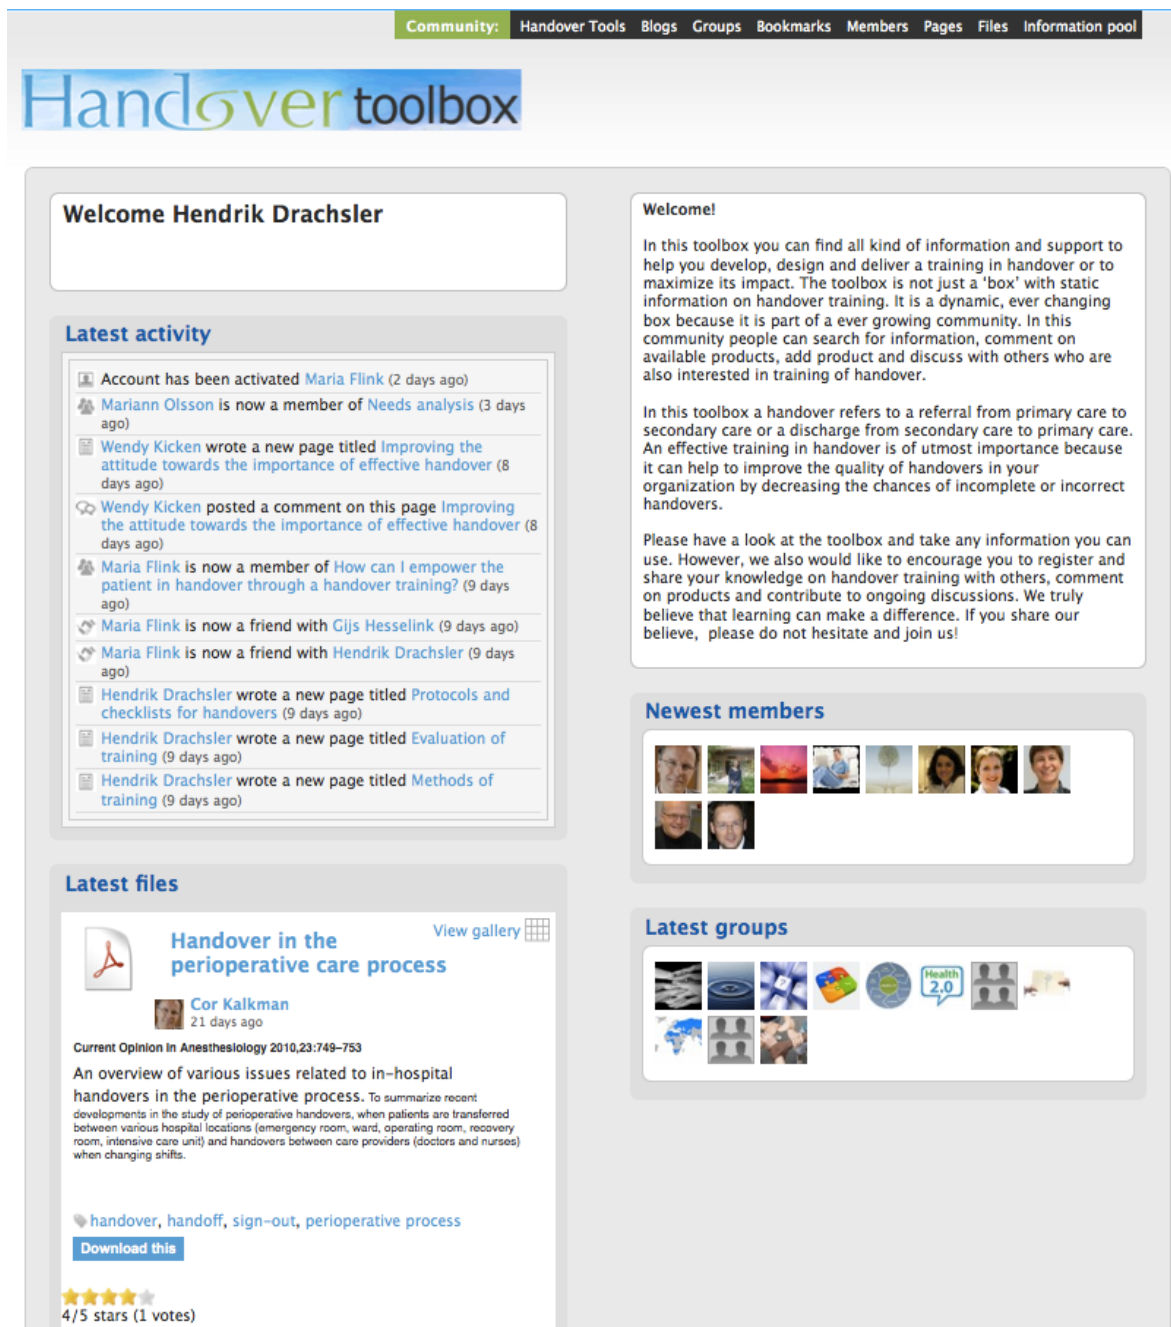 Community: Handover Tools Blogs Groups Bookmarks Members Pages Files Information pool
Handover toolbox
Welcome Hendrik Drachsler
Latest activity
Account has been activated Maria Flink (2 days ago)
Mariann Olsson is now a member of Needs analysis (3 days
ago)
Wendy Kicken wrote a new page titled Improving the
attitude towards the importance of effective handover (8
days ago)
Wendy Kicken posted a comment on this page Improving
the attitude towards the importance of effective handover (8
days ago)
Maria Flink is now a member of How can I empower the
patient in handover through a handover training? (9 days
ago)
Maria Flink is now a friend with Gijs Hesselink (9 days ago)
Maria Flink is now a friend with Hendrik Drachsler (9 days
ago)
Hendrik Drachsler wrote a new page titled Protocols and
checklists for handovers (9 days ago)
Hendrik Drachsler wrote a new page titled Evaluation of
training (9 days ago)
Hendrik Drachsler wrote a new page titled Methods of
training (9 days ago)
Latest files
View gallery
Handover in the
perioperative care process
Cor Kalkman
21 days ago
Current Opinion in Anesthesiology 2010,23:749–753
An overview of various issues related to in-hospital
handovers in the perioperative process. To summarize recent
developments in the study of perioperative handovers, when patients are transferred
between various hospital locations (emergency room, ward, operating room, recovery
room, intensive care unit) and handovers between care providers (doctors and nurses)
when changing shifts.
handover, handoff, sign-out, perioperative process
Download this
4/5 stars (1 votes)
Welcome!
In this toolbox you can find all kind of information and support to
help you develop, design and deliver a training in handover or to
maximize its impact. The toolbox is not just a 'box' with static
information on handover training. It is a dynamic, ever changing
box because it is part of a ever growing community. In this
community people can search for information, comment on
available products, add product and discuss with others who are
also interested in training of handover.
In this toolbox a handover refers to a referral from primary care to
secondary care or a discharge from secondary care to primary care.
An effective training in handover is of utmost importance because
it can help to improve the quality of handovers in your
organization by decreasing the chances of incomplete or incorrect
handovers.
Please have a look at the toolbox and take any information you can
use. However, we also would like to encourage you to register and
share your knowledge on handover training with others, comment
on products and contribute to ongoing discussions. We truly
believe that learning can make a difference. If you share our
believe, please do not hesitate and join us!
Newest members
Latest groups
Health
2.0